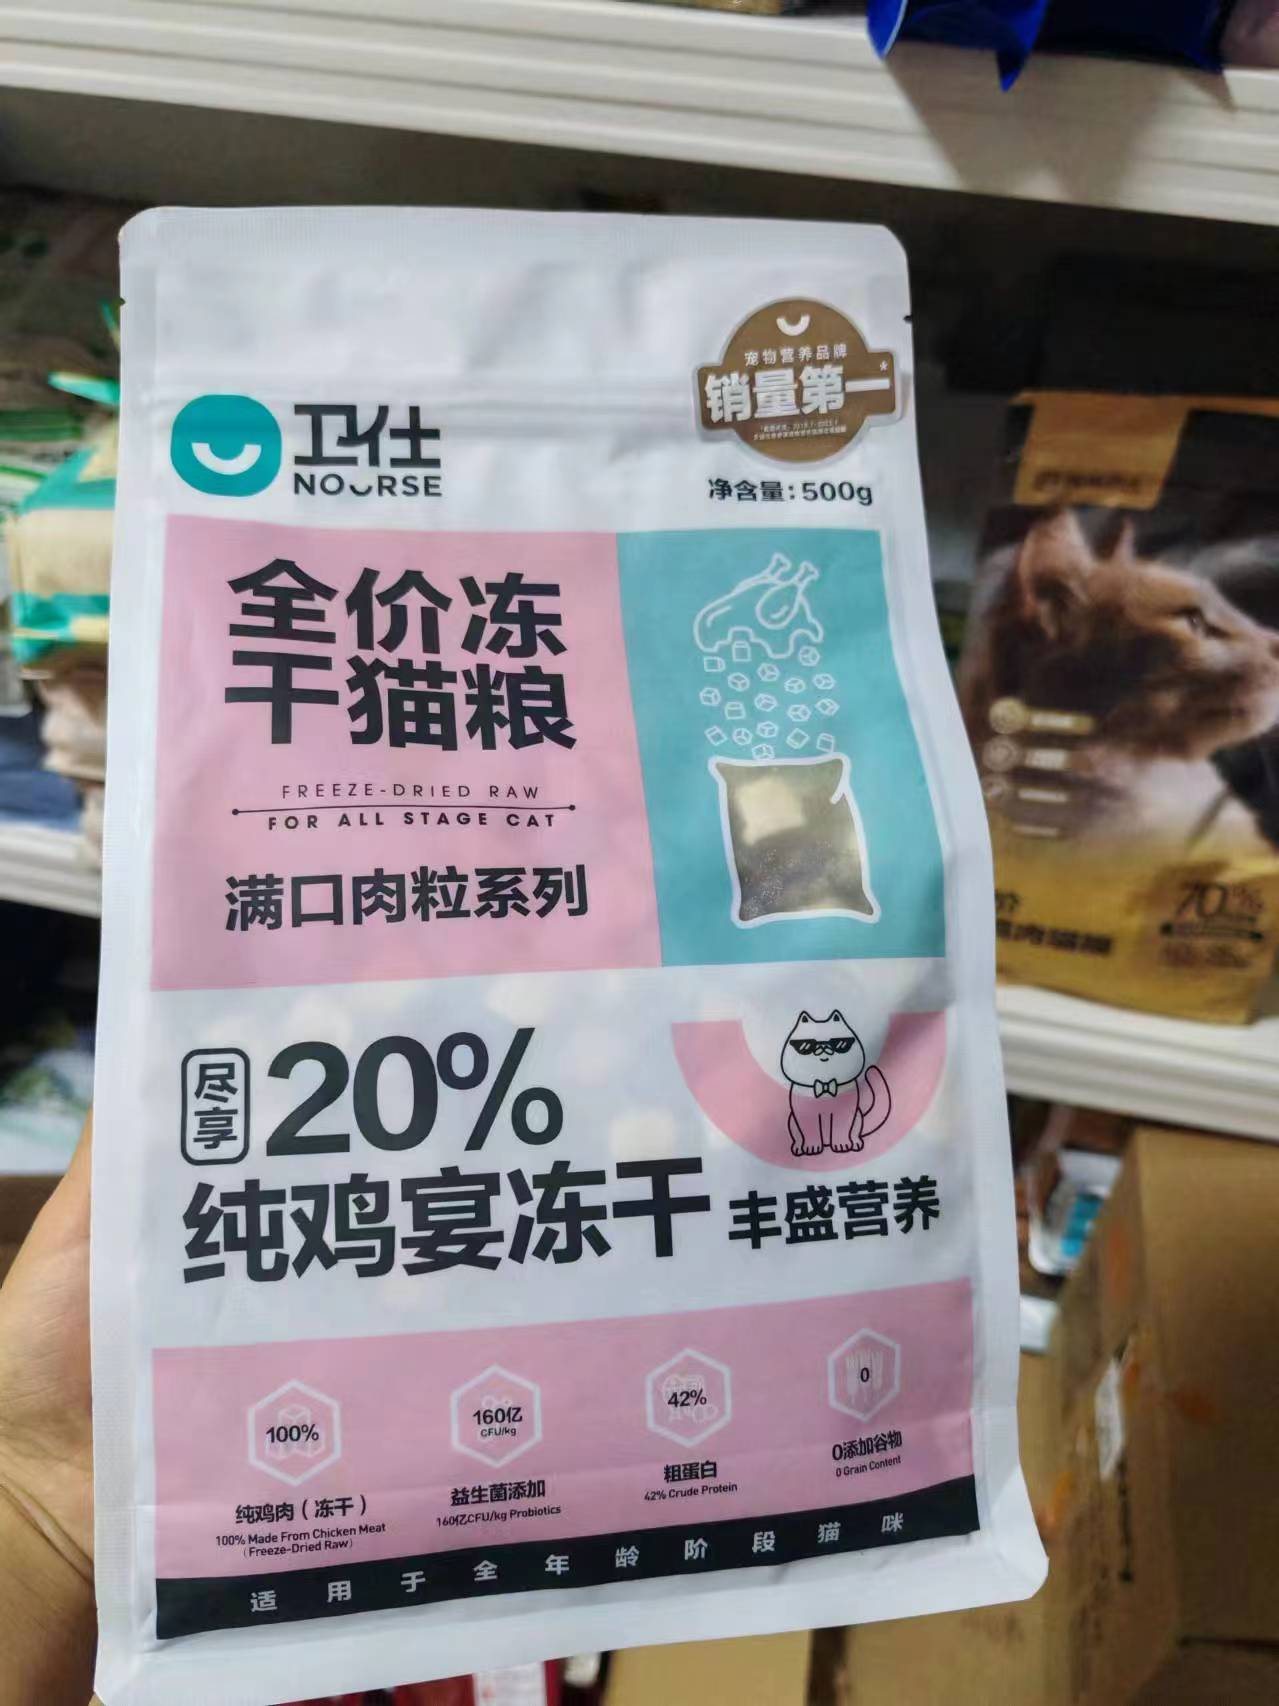 卫仕
NOURSE
宠物营养品牌
销量第一*
净含量:500g
全价冻
干猫粮
FREEZE-DRIED RAW
FOR ALL STAGE CAT
满口肉粒系列
尽享
20%
纯鸡宴冻干 丰盛营养
100%
纯鸡肉(冻干)
100% Made From Chicken Meat
(Freeze-Dried Raw)
160亿
CFU/kg
益生菌添加
160亿CFU/kg Probiotics
42%
粗蛋白
42% Crude Protein
0
0添加谷物
0 Grain Content
适用于全年龄阶段猫咪
70%